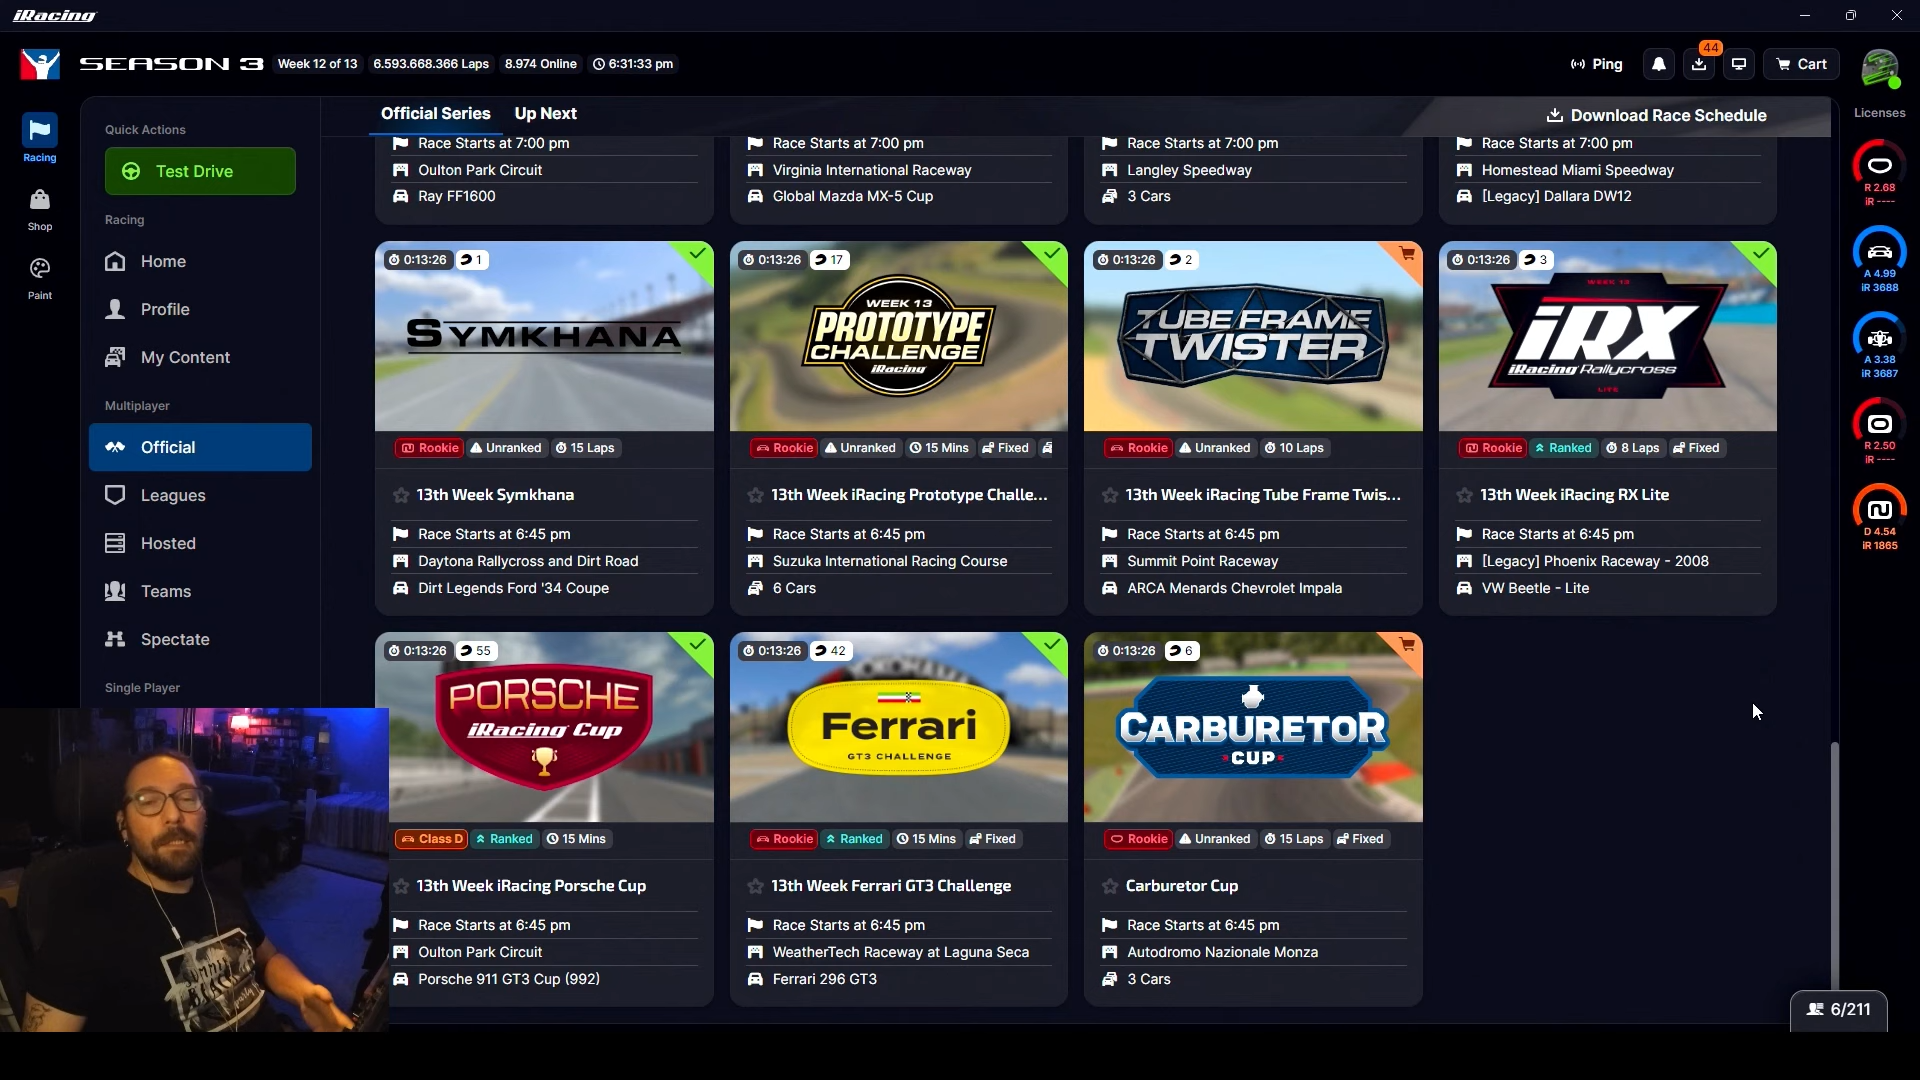 iRacing
SEASON 3
Week 12 of 13
6.593.668.366 Laps
8.974 Online
6:31:33 pm
Ping
44
Cart
Racing
Shop
Paint
Quick Actions
Test Drive
Racing
Home
Profile
My Content
Multiplayer
Official
Leagues
Hosted
Teams
Spectate
Single Player
Official Series
Up Next
Download Race Schedule
Race Starts at 7:00 pm
Oulton Park Circuit
Ray FF1600
Race Starts at 7:00 pm
Virginia International Raceway
Global Mazda MX-5 Cup
Race Starts at 7:00 pm
Langley Speedway
3 Cars
Race Starts at 7:00 pm
Homestead Miami Speedway
[Legacy] Dallara DW12
0:13:26
1
SYMKHANA
Rookie
Unranked
15 Laps
13th Week Symkhana
Race Starts at 6:45 pm
Daytona Rallycross and Dirt Road
Dirt Legends Ford '34 Coupe
0:13:26
17
WEEK 13
PROTOTYPE
CHALLENGE
iRacing
Rookie
Unranked
15 Mins
Fixed
13th Week iRacing Prototype Challe...
Race Starts at 6:45 pm
Suzuka International Racing Course
6 Cars
0:13:26
2
TUBE FRAME
TWISTER
Rookie
Unranked
10 Laps
13th Week iRacing Tube Frame Twis...
Race Starts at 6:45 pm
Summit Point Raceway
ARCA Menards Chevrolet Impala
0:13:26
3
WEEK 13
iRX
iRacing Rallycross
LITE
Rookie
Ranked
8 Laps
Fixed
13th Week iRacing RX Lite
Race Starts at 6:45 pm
[Legacy] Phoenix Raceway - 2008
VW Beetle - Lite
0:13:26
55
PORSCHE
iRacing Cup
Class D
Ranked
15 Mins
13th Week iRacing Porsche Cup
Race Starts at 6:45 pm
Oulton Park Circuit
Porsche 911 GT3 Cup (992)
0:13:26
42
Ferrari
GT3 CHALLENGE
Rookie
Ranked
15 Mins
Fixed
13th Week Ferrari GT3 Challenge
Race Starts at 6:45 pm
WeatherTech Raceway at Laguna Seca
Ferrari 296 GT3
0:13:26
6
CARBURETOR
CUP
Rookie
Unranked
15 Laps
Fixed
Carburetor Cup
Race Starts at 6:45 pm
Autodromo Nazionale Monza
3 Cars
Licenses
R 2.68
iR ----
A 4.99
iR 3688
A 3.38
iR 3687
R 2.50
iR ----
D 4.54
iR 1865
6/211